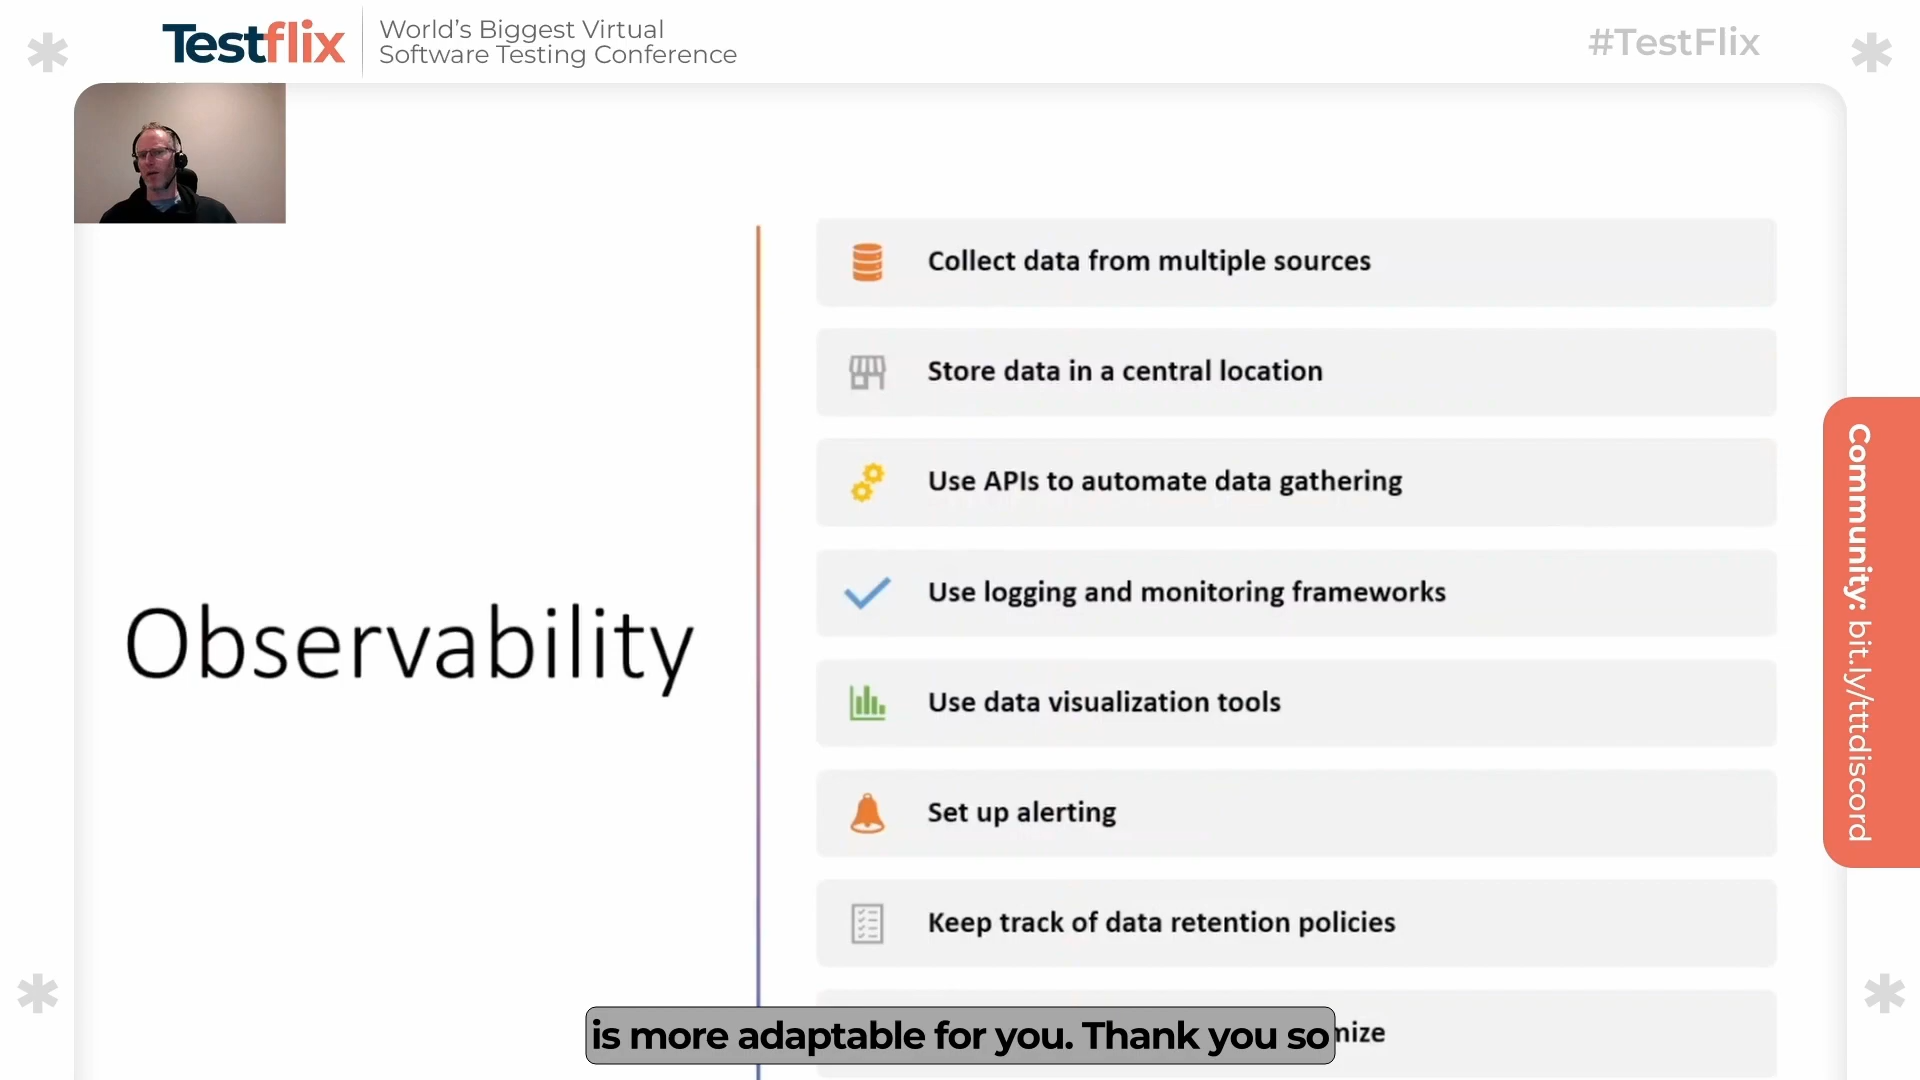 Testflix
World's Biggest Virtual
Software Testing Conference
#TestFlix
Observability
Collect data from multiple sources
Store data in a central location
Use APIs to automate data gathering
Use logging and monitoring frameworks
Use data visualization tools
Set up alerting
Keep track of data retention policies
is more adaptable for you. Thank you so
Community: bit.ly/tttdiscord